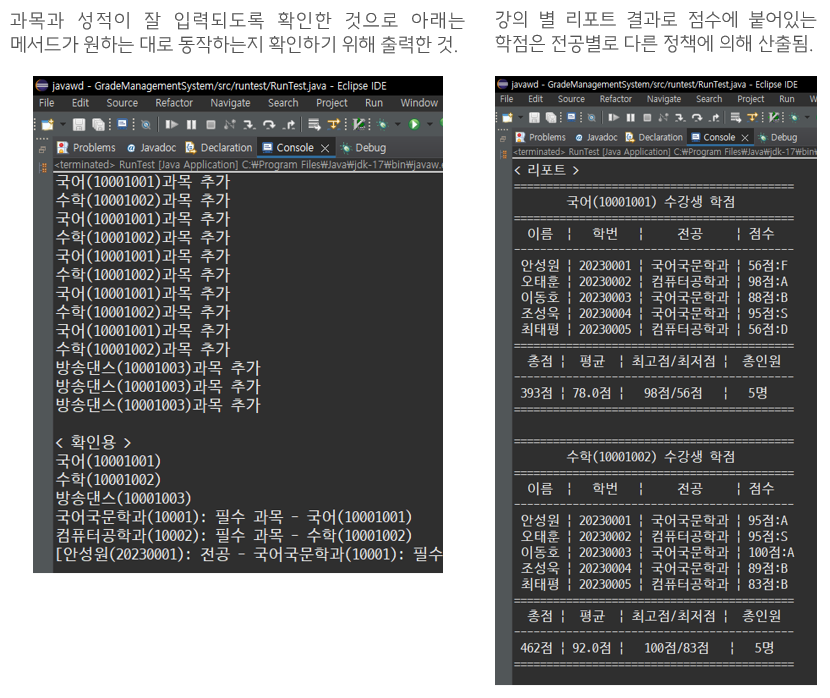 과목과 성적이 잘 입력되도록 확인한 것으로 아래는
메서드가 원하는 대로 동작하는지 확인하기 위해 출력한 것.
javawd - GradeManagementSystem/src/runtest/RunTest.java - Eclipse IDE
File Edit Source Refactor Navigate Search Project Run Window
Problems Javadoc Declaration Console Debug
<terminated> RunTest [Java Application] C:₩Program Files₩Java₩jdk-17₩bin₩javaw.e
국어(10001001)과목 추가
수학(10001002)과목 추가
국어(10001001)과목 추가
수학(10001002)과목 추가
국어(10001001)과목 추가
수학(10001002)과목 추가
국어(10001001)과목 추가
수학(10001002)과목 추가
국어(10001001)과목 추가
수학(10001002)과목 추가
방송댄스(10001003)과목 추가
방송댄스(10001003)과목 추가
방송댄스(10001003)과목 추가
< 확인용 >
국어(10001001)
수학(10001002)
방송댄스(10001003)
국어국문학과(10001): 필수 과목 - 국어(10001001)
컴퓨터공학과(10002): 필수 과목 - 수학(10001002)
[안성원(20230001): 전공 - 국어국문학과(10001): 필수
강의 별 리포트 결과로 점수에 붙어있는
학점은 전공별로 다른 정책에 의해 산출됨.
javawd - GradeManagementSystem/src/runtest/RunTest.java - Eclipse IDE
File Edit Source Refactor Navigate Search Project Run
Problems Javadoc Declaration Console Debug
<terminated> RunTest [Java Application] C:₩Program Files₩Java₩jdk-17₩bin₩
< 리포트 >
========================================
국어(10001001) 수강생 학점
========================================
이름 ¦ 학번 ¦ 전공 ¦ 점수
----------------------------------------
안성원 ¦ 20230001 ¦ 국어국문학과 ¦ 56점:F
오태훈 ¦ 20230002 ¦ 컴퓨터공학과 ¦ 98점:A
이동호 ¦ 20230003 ¦ 국어국문학과 ¦ 88점:B
조성욱 ¦ 20230004 ¦ 국어국문학과 ¦ 95점:S
최태평 ¦ 20230005 ¦ 컴퓨터공학과 ¦ 56점:D
========================================
총점 ¦ 평균 ¦ 최고점/최저점 ¦ 총인원
----------------------------------------
393점 ¦ 78.0점 ¦ 98점/56점 ¦ 5명
========================================
========================================
수학(10001002) 수강생 학점
========================================
이름 ¦ 학번 ¦ 전공 ¦ 점수
----------------------------------------
안성원 ¦ 20230001 ¦ 국어국문학과 ¦ 95점:A
오태훈 ¦ 20230002 ¦ 컴퓨터공학과 ¦ 95점:S
이동호 ¦ 20230003 ¦ 국어국문학과 ¦ 100점:A
조성욱 ¦ 20230004 ¦ 국어국문학과 ¦ 89점:B
최태평 ¦ 20230005 ¦ 컴퓨터공학과 ¦ 83점:B
========================================
총점 ¦ 평균 ¦ 최고점/최저점 ¦ 총인원
----------------------------------------
462점 ¦ 92.0점 ¦ 100점/83점 ¦ 5명
========================================